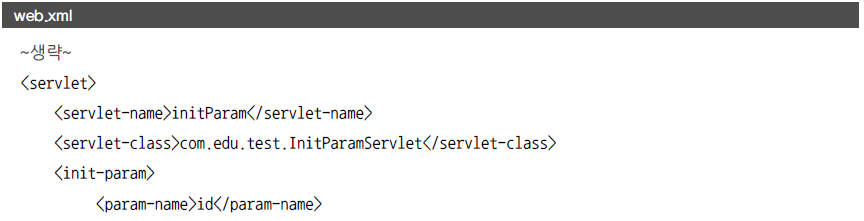 web.xml
~생략~
<servlet>
<servlet-name>initParam</servlet-name>
<servlet-class>com.edu.test.InitParamServlet</servlet-class>
<init-param>
<param-name>id</param-name>